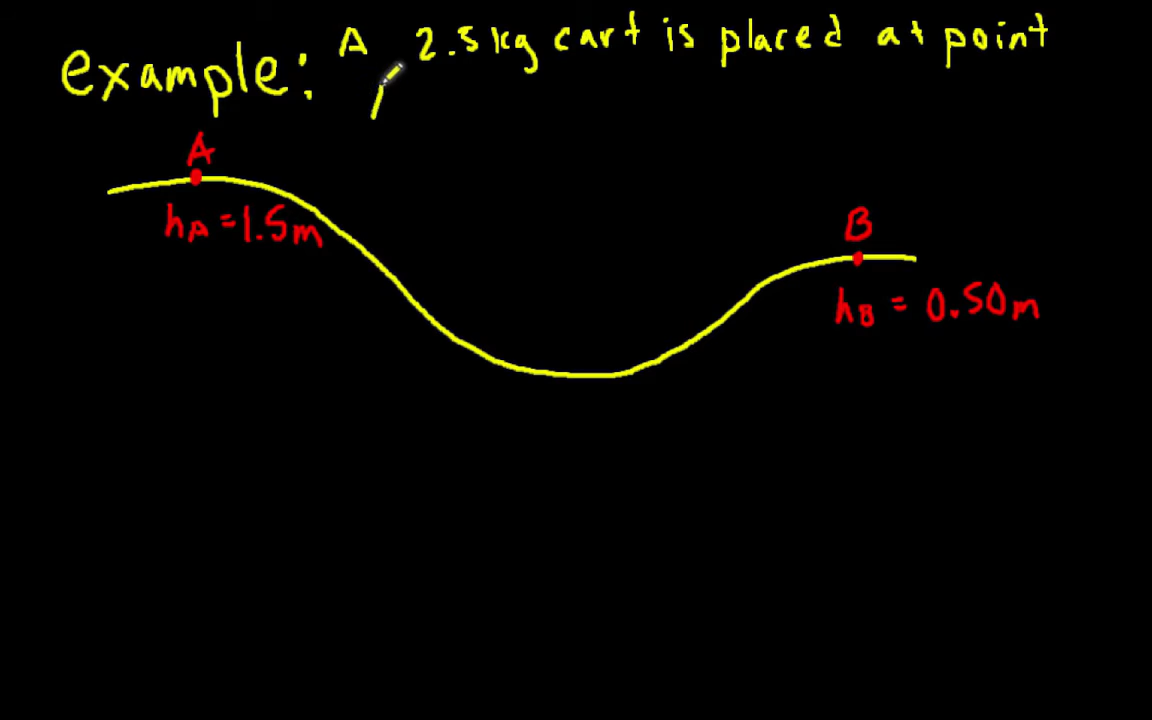 example: A 2.5kg cart is placed at point
A
hA = 1.5m
B
hB = 0.50m